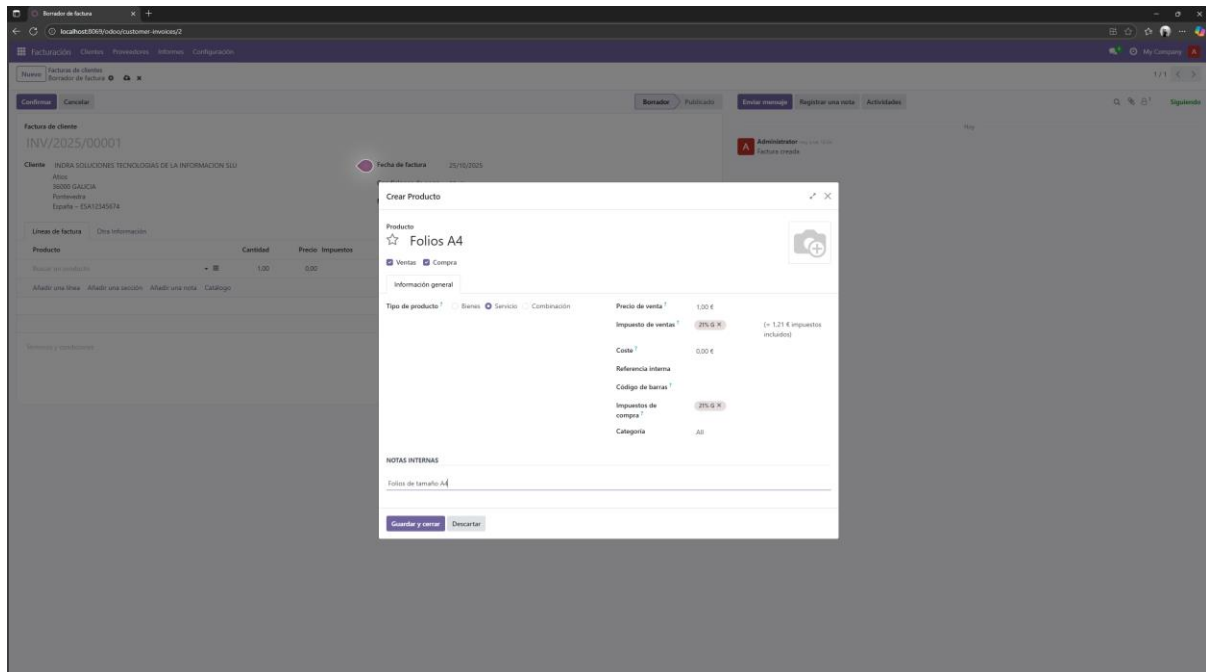 Borrador de factura
localhost:8069/odoo/customer-invoices/2
Facturación Clientes Proveedores Informes Configuración
My Company A
Nuevo Facturas de clientes
Borrador de factura
1 / 1
Confirmar Cancelar
Borrador Publicado
Enviar mensaje Registrar una nota Actividades
Siguiendo
Factura de cliente
INV/2025/00001
Cliente INDRA SOLUCIONES TECNOLOGIAS DE LA INFORMACION SLU
Atios
36000 GALICIA
Pontevedra
España – ESA12345674
Fecha de factura 25/10/2025
Hoy
A
Administrator
Factura creada
Líneas de factura Otra información
Producto Cantidad Precio Impuestos
Buscar un producto 1,00 0,00
Añadir una línea Añadir una sección Añadir una nota Catálogo
Términos y condiciones
Crear Producto
Producto
Folios A4
Ventas Compra
Información general
Tipo de producto ? Bienes Servicio Combinación
Precio de venta ? 1,00 €
Impuesto de ventas ? 21% G × (= 1,21 € impuestos
incluidos)
Coste ? 0,00 €
Referencia interna
Código de barras ?
Impuestos de
compra ? 21% G ×
Categoría All
NOTAS INTERNAS
Folios de tamaño A4
Guardar y cerrar Descartar